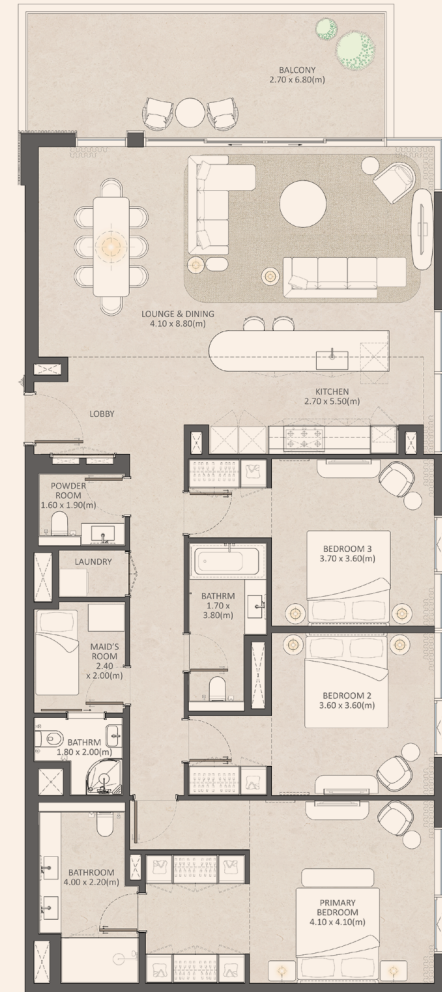 BALCONY
2.70 x 6.80(m)
LOUNGE & DINING
4.10 x 8.80(m)
KITCHEN
2.70 x 5.50(m)
LOBBY
POWDER
ROOM
1.60 x 1.90(m)
LAUNDRY
BEDROOM 3
3.70 x 3.60(m)
BATHRM
1.70 x
3.80(m)
MAID'S
ROOM
2.40
x 2.00(m)
BEDROOM 2
3.60 x 3.60(m)
BATHRM
1.80 x 2.00(m)
BATHROOM
4.00 x 2.20(m)
PRIMARY
BEDROOM
4.10 x 4.10(m)